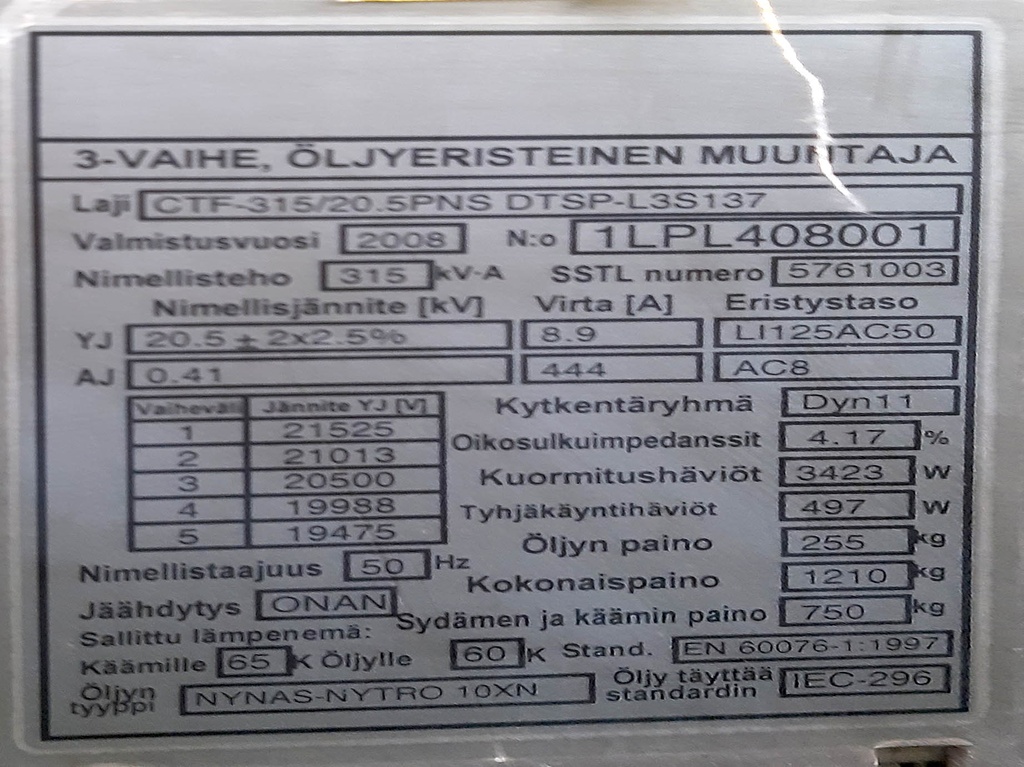 3-VAIHE, ÖLJYERISTEINEN MUUNTAJA
Laji CTF-315/20.5PNS DTSP-L3S137
Valmistusvuosi 2008 N:o 1LPL408001
Nimellisteho 315 kV·A SSTL numero 5761003
Nimellisjännite [kV] Virta [A] Eristystaso
YJ 20.5 ± 2x2.5% 8.9 LI125AC50
AJ 0.41 444 AC8
Vaiheväli Jännite YJ [V] Kytkentäryhmä Dyn11
1 21525 Oikosulkuimpedanssit 4.17 %
2 21013
3 20500 Kuormitushäviöt 3423 W
4 19988 Tyhjäkäyntihäviöt 497 W
5 19475 Öljyn paino 255 kg
Nimellistaajuus 50 Hz Kokonaispaino 1210 kg
Jäähdytys ONAN Sydämen ja käämin paino 750 kg
Sallittu lämpenemä:
Käämille 65 K Öljylle 60 K Stand. EN 60076-1:1997
Öljyn tyyppi NYNAS-NYTRO 10XN Öljy täyttää standardin IEC-296